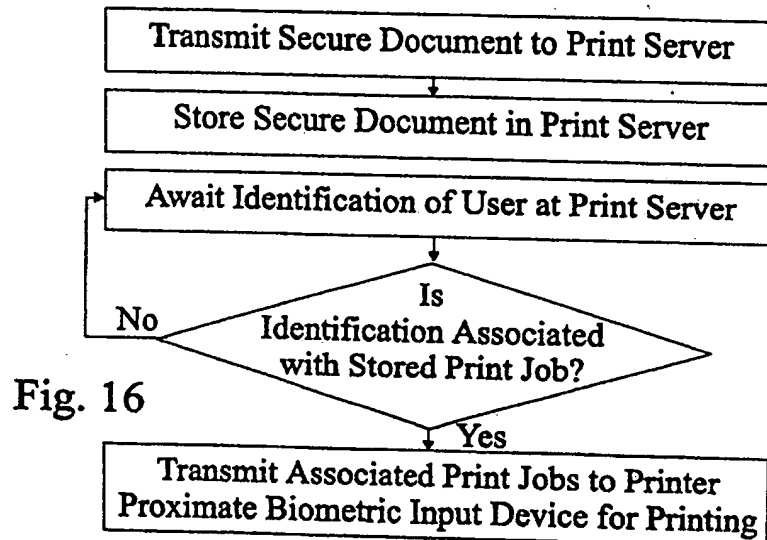 Transmit Secure Document to Print Server
Store Secure Document in Print Server
Await Identification of User at Print Server
Is
Identification Associated
with Stored Print Job?
No
Fig. 16
Yes
Transmit Associated Print Jobs to Printer
Proximate Biometric Input Device for Printing